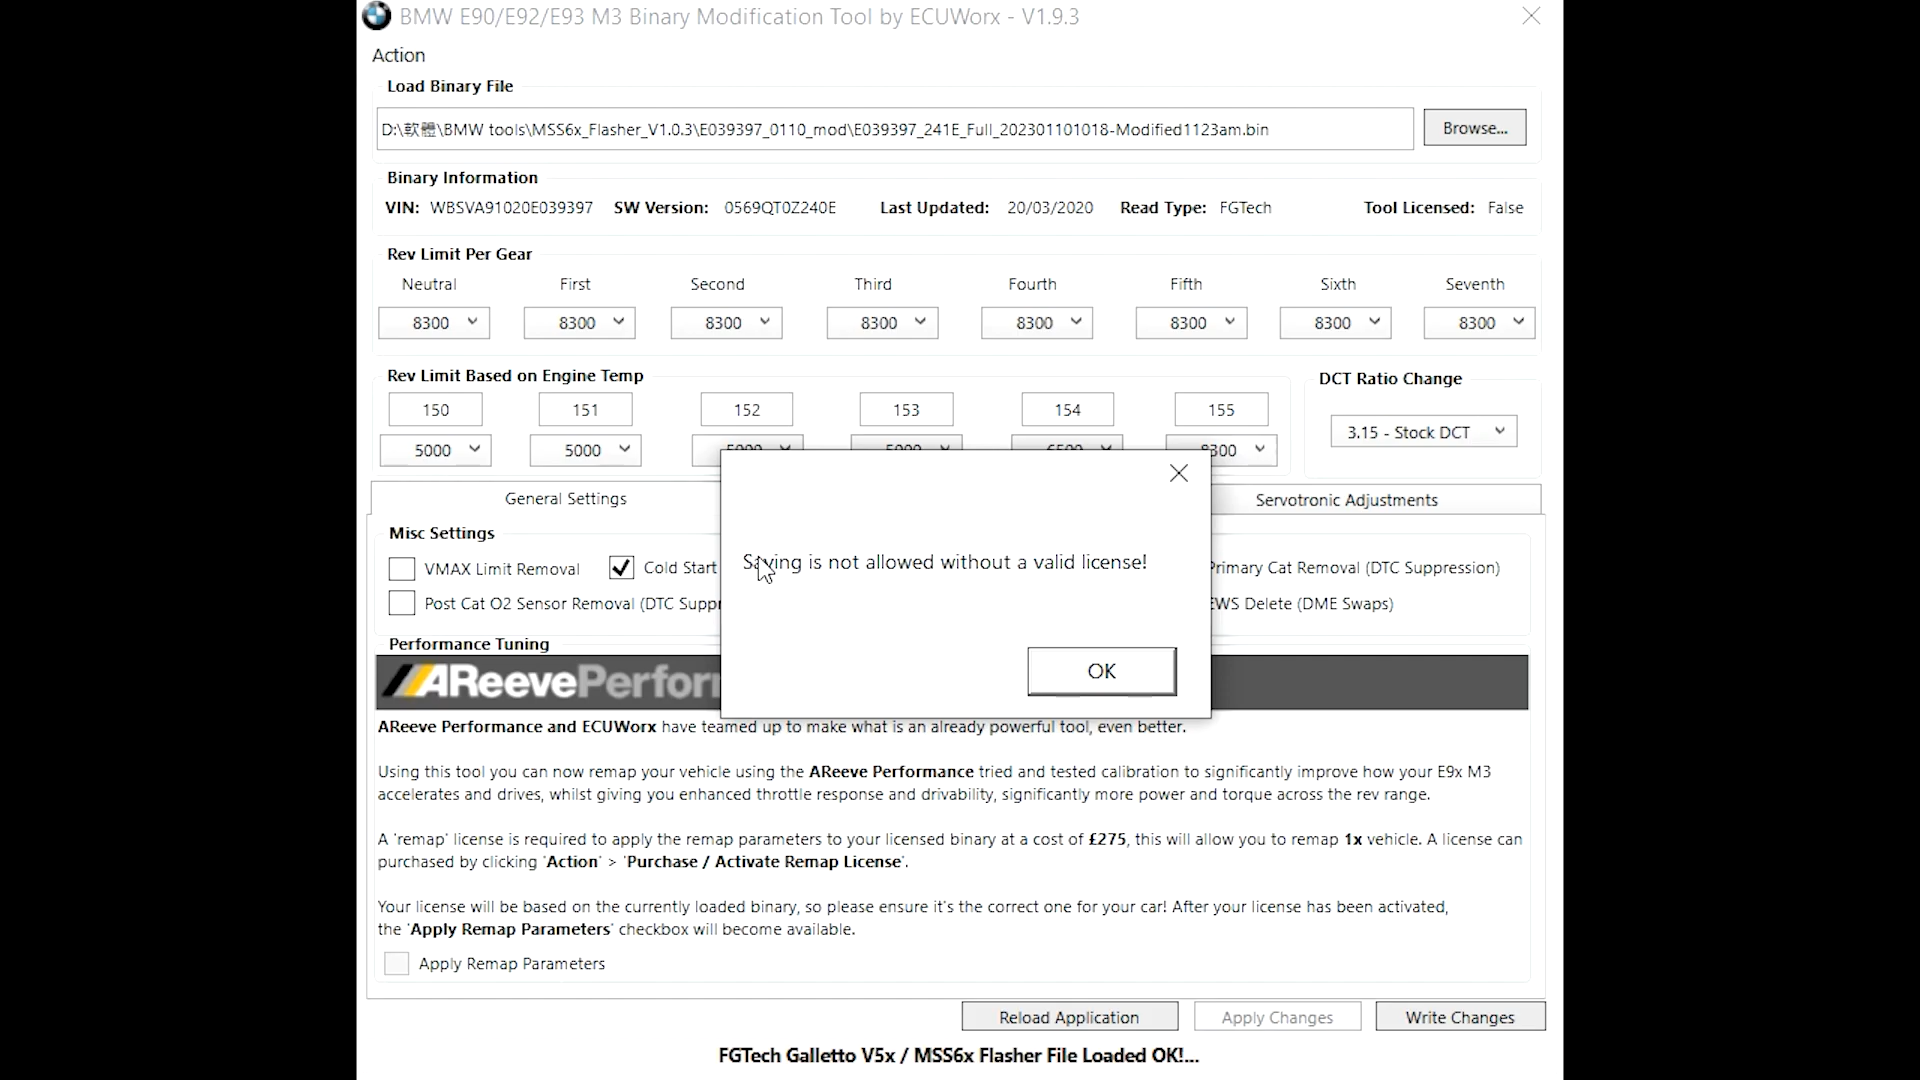 BMW E90/E92/E93 M3 Binary Modification Tool by ECUWorx - V1.9.3
Action
Load Binary File
D:\軟體\BMW tools\MSS6x_Flasher_V1.0.3\E039397_0110_mod\E039397_241E_Full_202301101018-Modified1123am.bin
Browse...
Binary Information
VIN: WBSVA91020E039397 SW Version: 0569QT0Z240E Last Updated: 20/03/2020 Read Type: FGTech Tool Licensed: False
Rev Limit Per Gear
Neutral First Second Third Fourth Fifth Sixth Seventh
8300 8300 8300 8300 8300 8300 8300 8300
Rev Limit Based on Engine Temp
DCT Ratio Change
150 151 152 153 154 155
3.15 - Stock DCT
5000 5000 5000 5000 6500 8300
General Settings
Servotronic Adjustments
Misc Settings
VMAX Limit Removal Cold Start
Primary Cat Removal (DTC Suppression)
Post Cat O2 Sensor Removal (DTC Suppr
EWS Delete (DME Swaps)
Saving is not allowed without a valid license!
OK
Performance Tuning
AReevePerfor
AReeve Performance and ECUWorx have teamed up to make what is an already powerful tool, even better.
Using this tool you can now remap your vehicle using the AReeve Performance tried and tested calibration to significantly improve how your E9x M3
accelerates and drives, whilst giving you enhanced throttle response and drivability, significantly more power and torque across the rev range.
A 'remap' license is required to apply the remap parameters to your licensed binary at a cost of £275, this will allow you to remap 1x vehicle. A license can
purchased by clicking 'Action' > 'Purchase / Activate Remap License'.
Your license will be based on the currently loaded binary, so please ensure it's the correct one for your car! After your license has been activated,
the 'Apply Remap Parameters' checkbox will become available.
Apply Remap Parameters
Reload Application
Apply Changes
Write Changes
FGTech Galletto V5x / MSS6x Flasher File Loaded OK!...